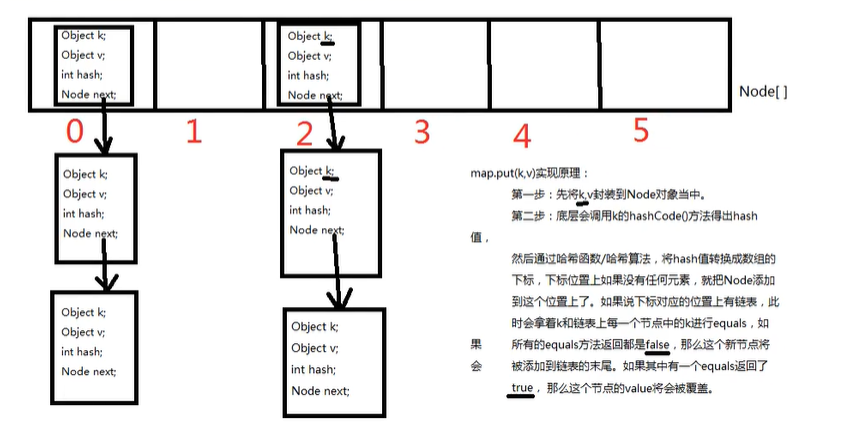 Object k;
Object v;
int hash;
Node next;
Object k;
Object v;
int hash;
Node next;
Node[ ]
0
1
2
3
4
5
Object k;
Object v;
int hash;
Node next;
Object k;
Object v;
int hash;
Node next;
Object k;
Object v;
int hash;
Node next;
Object k;
Object v;
int hash;
Node next;
map.put(k,v)实现原理：
第一步：先将k,v封装到Node对象当中。
第二步：底层会调用k的hashCode()方法得出hash
值，
然后通过哈希函数/哈希算法，将hash值转换成数组的
下标，下标位置上如果没有任何元素，就把Node添加
到这个位置上了。如果说下标对应的位置上有链表，此
时会拿着k和链表上每一个节点中的k进行equals，如
果 所有的equals方法返回都是false，那么这个新节点将
会 被添加到链表的末尾。如果其中有一个equals返回了
true，那么这个节点的value将会被覆盖。